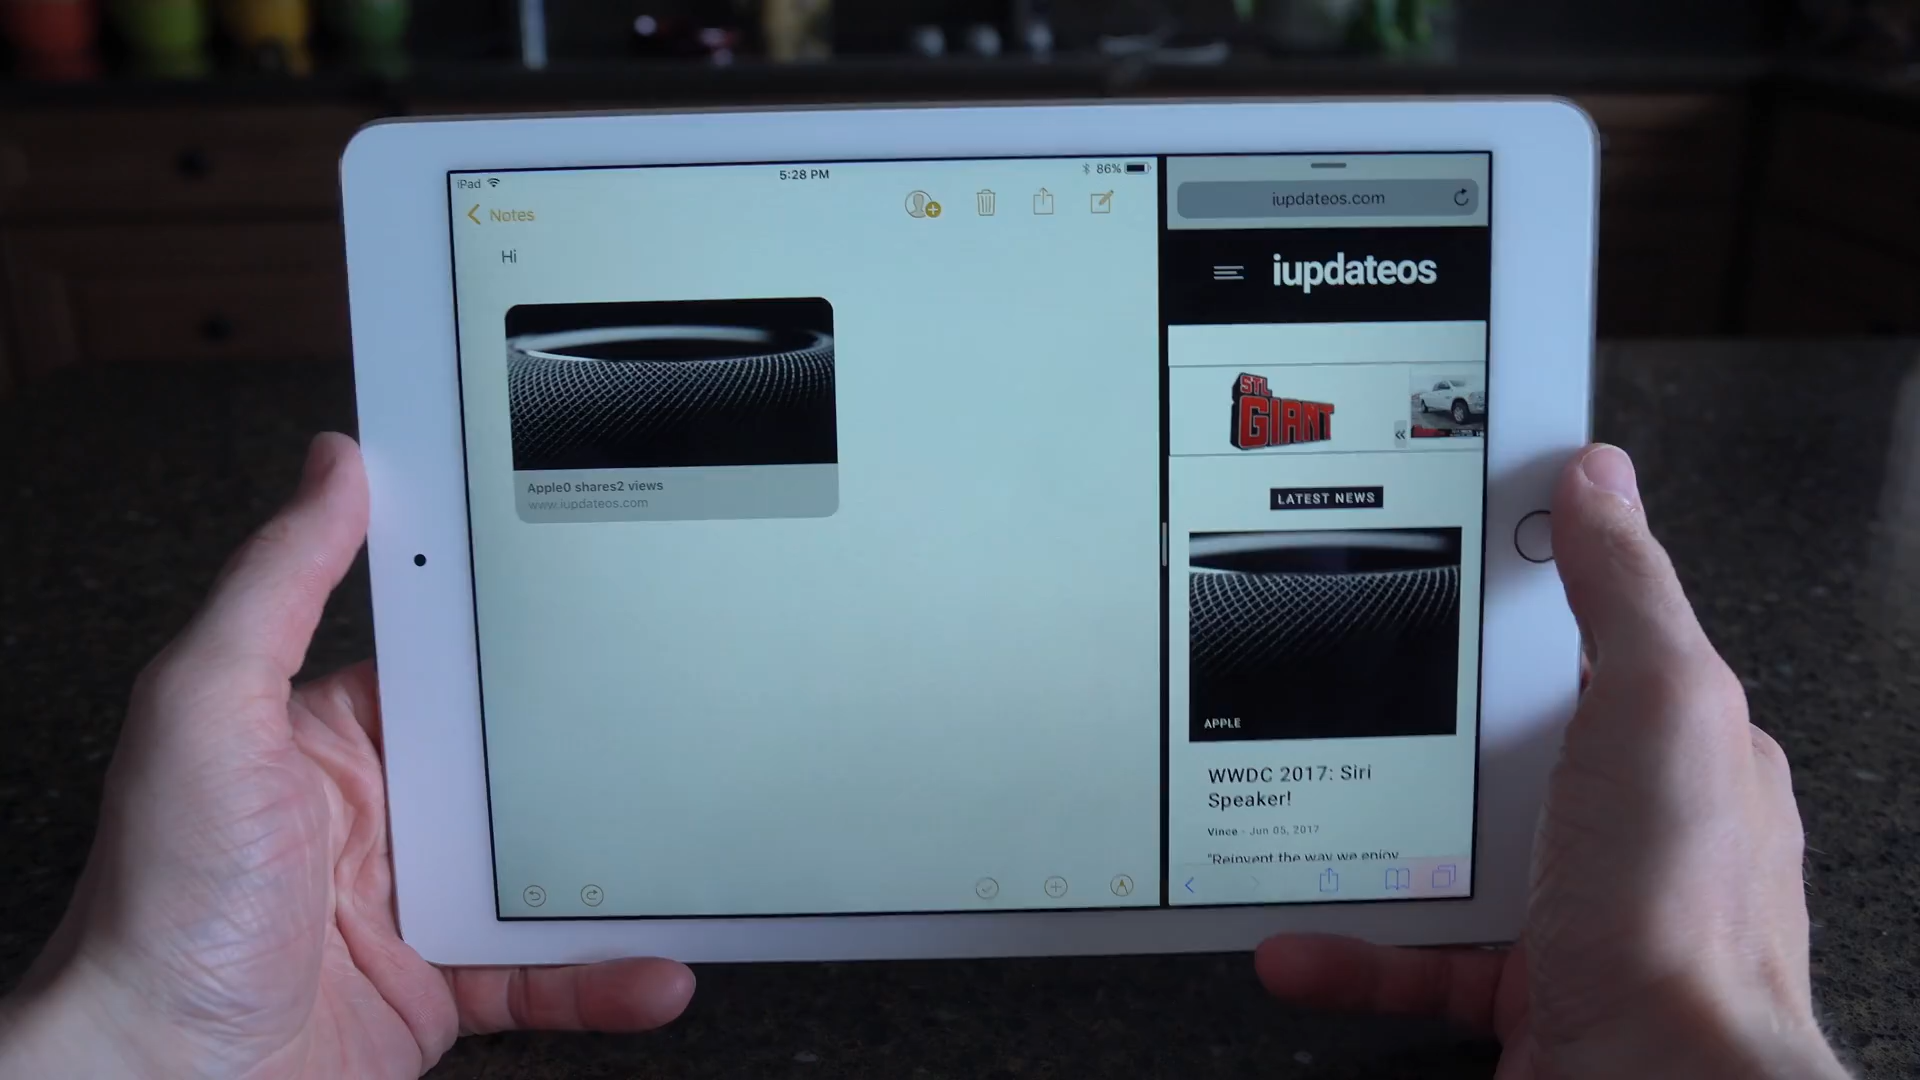 iPad
5:28 PM
86%
Notes
Hi
Apple0 shares2 views
www.iupdateos.com
iupdateos.com
iupdateos
STL
GIANT
LATEST NEWS
APPLE
WWDC 2017: Siri
Speaker!
Vince - Jun 05, 2017
"Reinvent the way we enjoy